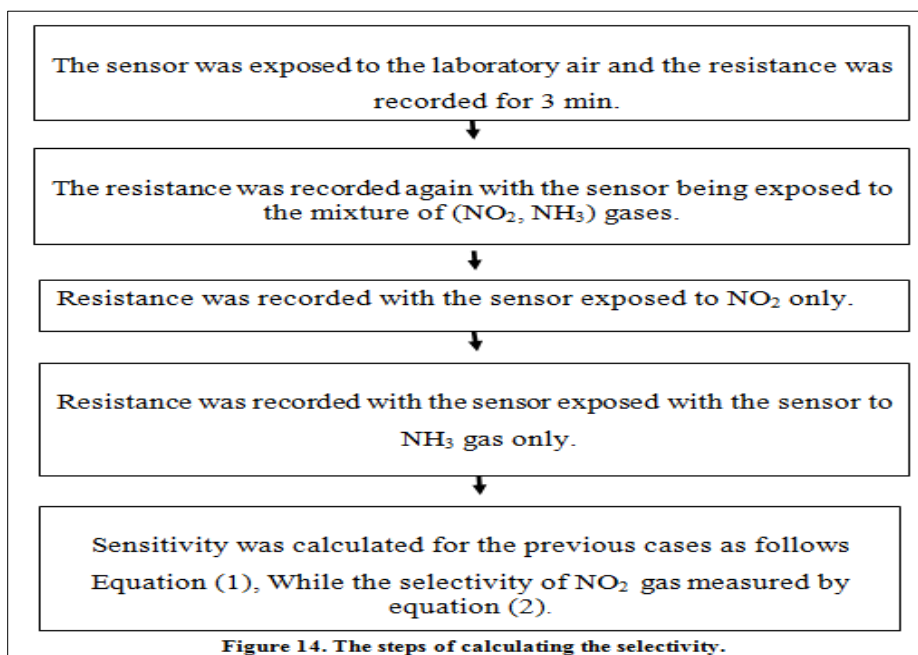 The sensor was exposed to the laboratory air and the resistance was
recorded for 3 min.
The resistance was recorded again with the sensor being exposed to
the mixture of (NO₂, NH₃) gases.
Resistance was recorded with the sensor exposed to NO₂ only.
Resistance was recorded with the sensor exposed with the sensor to
NH₃ gas only.
Sensitivity was calculated for the previous cases as follows
Equation (1), While the selectivity of NO₂ gas measured by
equation (2).
Figure 14. The steps of calculating the selectivity.